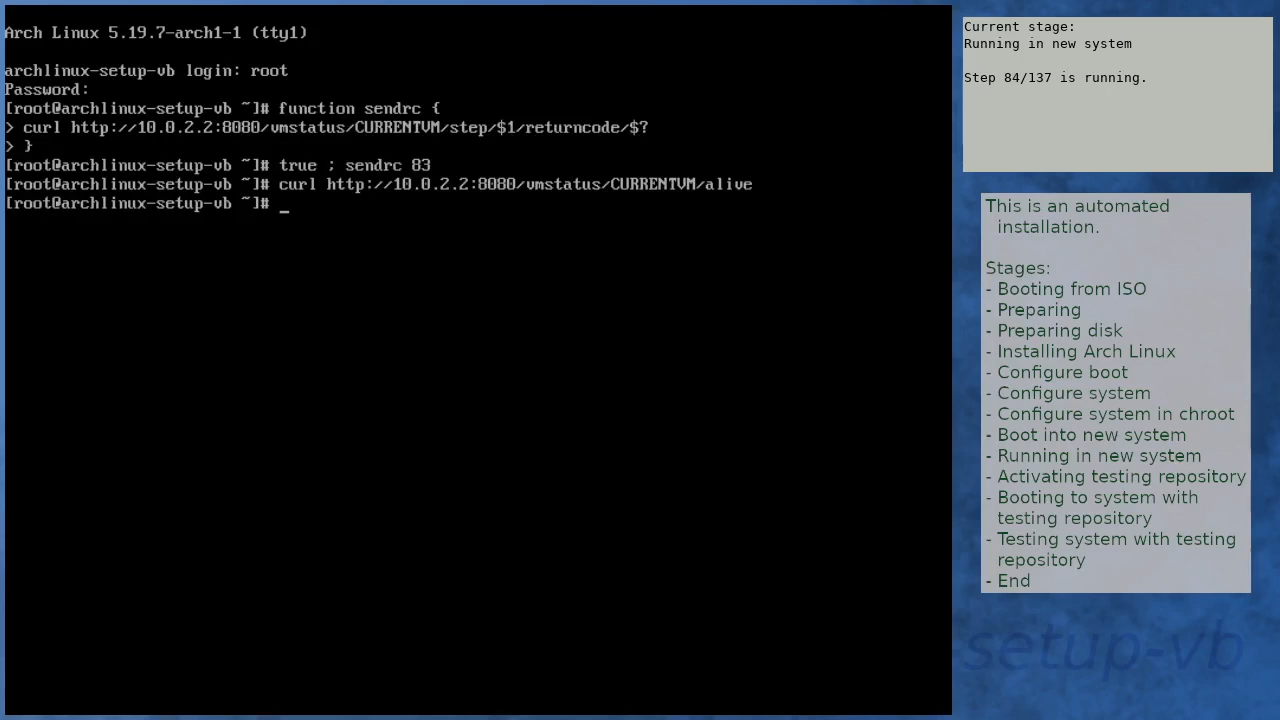 Arch Linux 5.19.7-arch1-1 (tty1)
archlinux-setup-vb login: root
Password:
[root@archlinux-setup-vb ~]# function sendrc {
> curl http://10.0.2.2:8080/vmstatus/CURRENTVM/step/$1/returncode/$?
> }
[root@archlinux-setup-vb ~]# true ; sendrc 83
[root@archlinux-setup-vb ~]# curl http://10.0.2.2:8080/vmstatus/CURRENTVM/alive
[root@archlinux-setup-vb ~]# _
Current stage:
Running in new system
Step 84/137 is running.
This is an automated
installation.
Stages:
- Booting from ISO
- Preparing
- Preparing disk
- Installing Arch Linux
- Configure boot
- Configure system
- Configure system in chroot
- Boot into new system
- Running in new system
- Activating testing repository
- Booting to system with
testing repository
- Testing system with testing
repository
- End
setup-vb